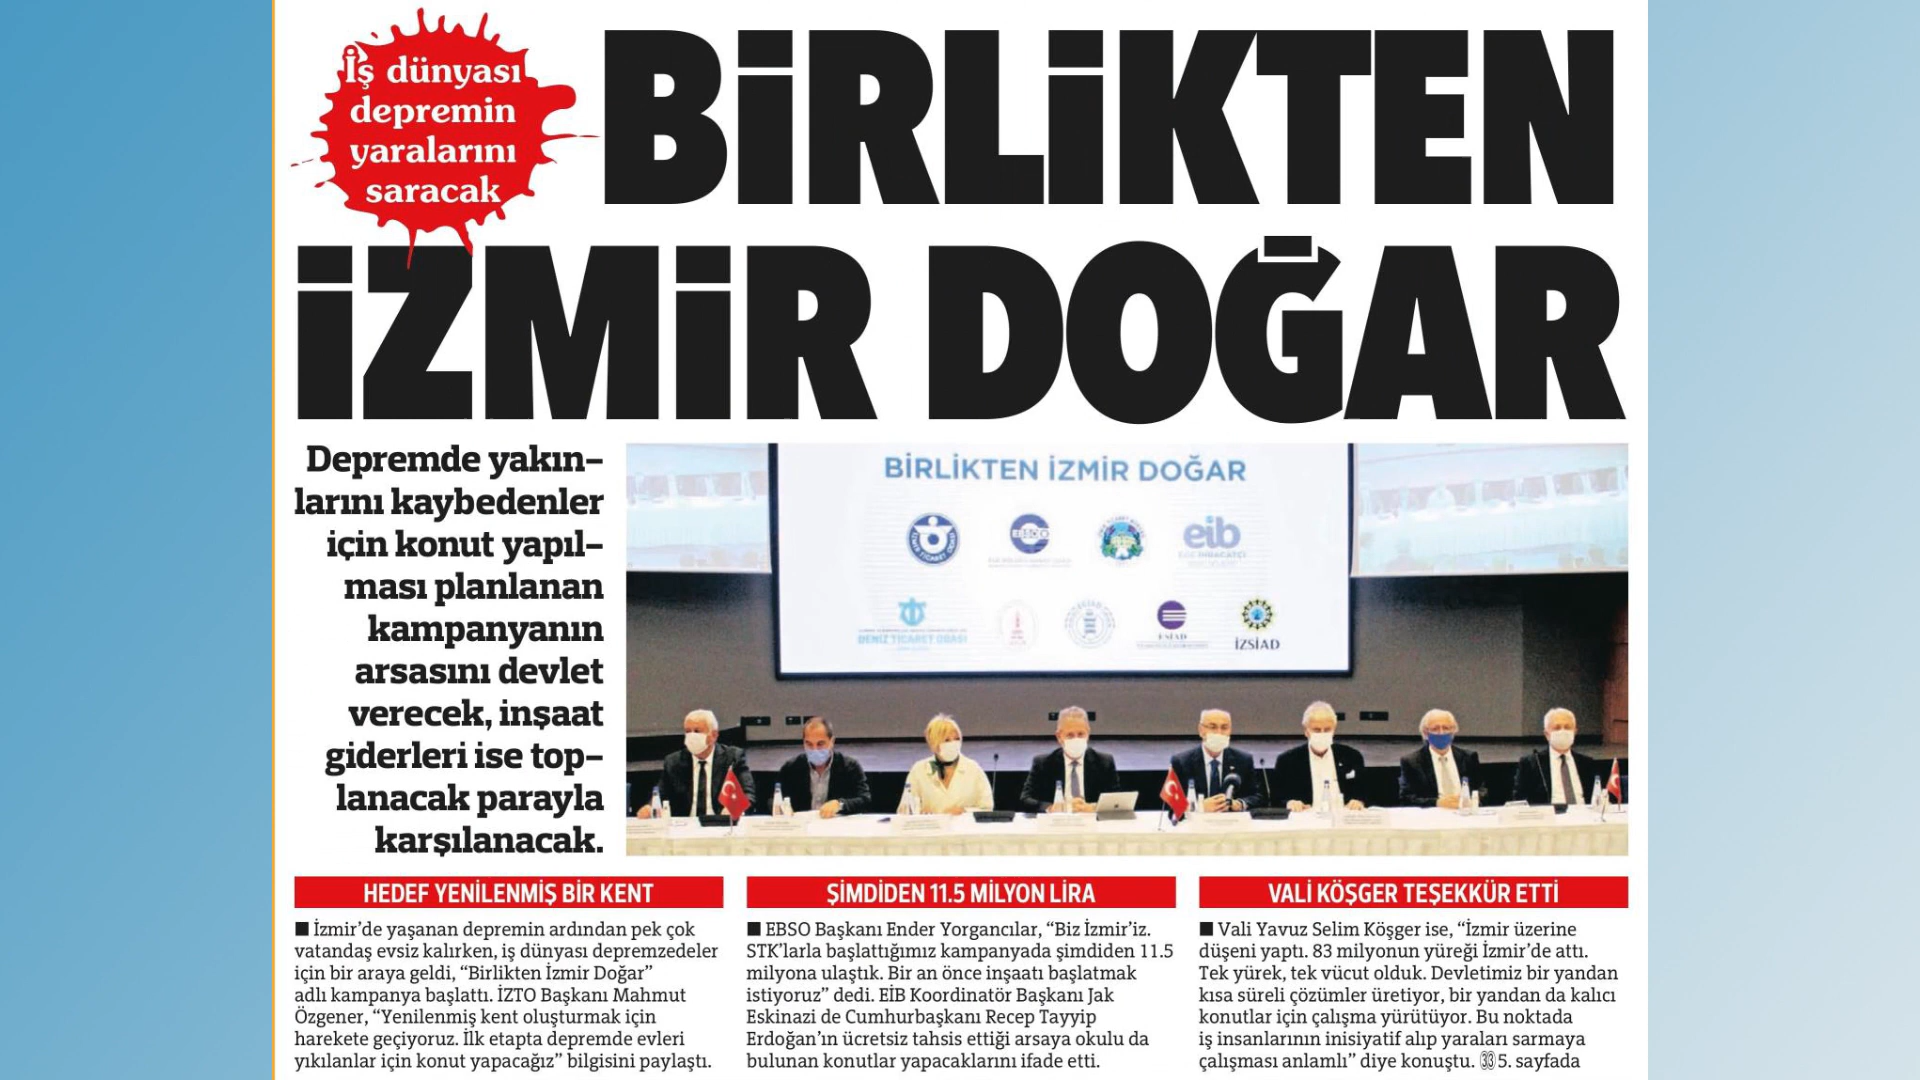 İş dünyası
depremin
yaralarını
saracak
BİRLİKTEN
İZMİR DOĞAR
Depremde yakın-
larını kaybedenler
için konut yapıl-
ması planlanan
kampanyanın
arsasını devlet
verecek, inşaat
giderleri ise top-
lanacak parayla
karşılanacak.
BİRLİKTEN İZMİR DOĞAR
EBSO
eib
DENİZ TİCARET ODASI
ESİAD
İZSİAD
HEDEF YENİLENMİŞ BİR KENT
■ İzmir'de yaşanan depremin ardından pek çok
vatandaş evsiz kalırken, iş dünyası depremzedeler
için bir araya geldi, “Birlikten İzmir Doğar”
adlı kampanya başlattı. İZTO Başkanı Mahmut
Özgener, “Yenilenmiş kent oluşturmak için
harekete geçiyoruz. İlk etapta depremde evleri
yıkılanlar için konut yapacağız” bilgisini paylaştı.
ŞİMDİDEN 11.5 MİLYON LİRA
■ EBSO Başkanı Ender Yorgancılar, “Biz İzmir'iz.
STK'larla başlattığımız kampanyada şimdiden 11.5
milyona ulaştık. Bir an önce inşaatı başlatmak
istiyoruz” dedi. EİB Koordinatör Başkanı Jak
Eskinazi de Cumhurbaşkanı Recep Tayyip
Erdoğan'ın ücretsiz tahsis ettiği arsaya okulu da
bulunan konutlar yapacaklarını ifade etti.
VALİ KÖŞGER TEŞEKKÜR ETTİ
■ Vali Yavuz Selim Köşger ise, “İzmir üzerine
düşeni yaptı. 83 milyonun yüreği İzmir'de attı.
Tek yürek, tek vücut olduk. Devletimiz bir yandan
kısa süreli çözümler üretiyor, bir yandan da kalıcı
konutlar için çalışma yürütüyor. Bu noktada
iş insanlarının inisiyatif alıp yaraları sarmaya
çalışması anlamlı” diye konuştu. 5. sayfada